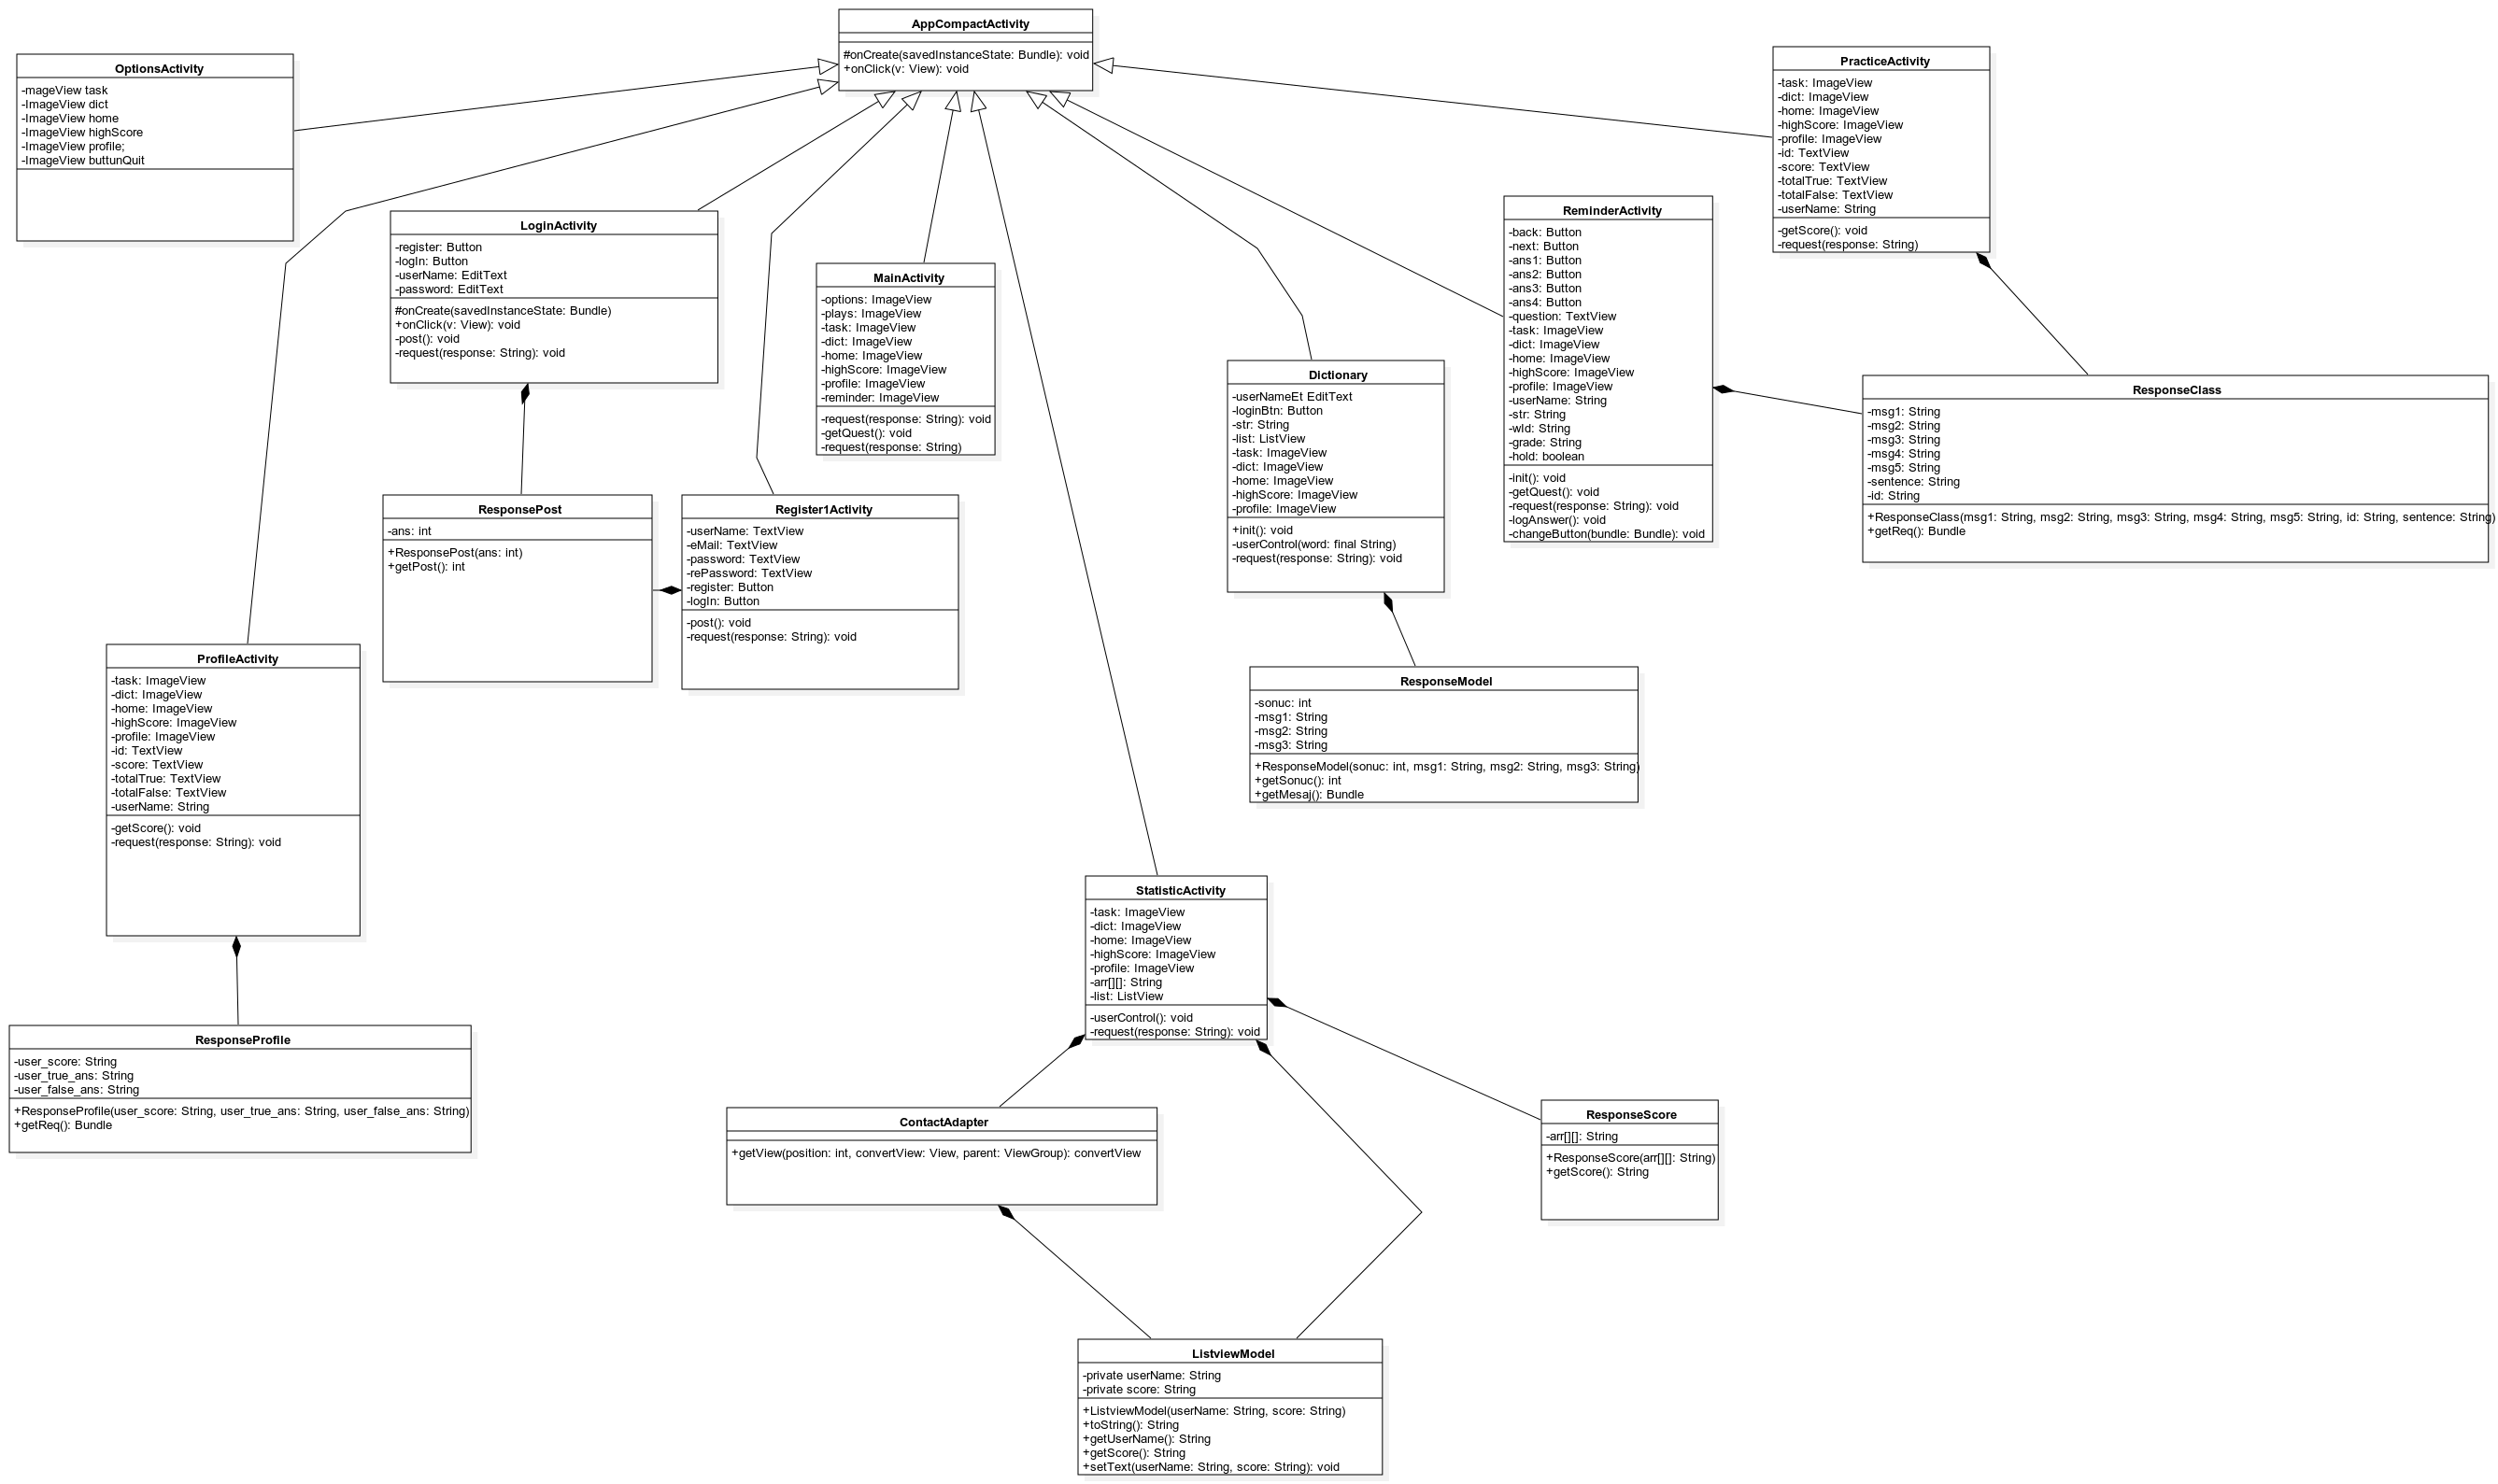 AppCompactActivity
#onCreate(savedInstanceState: Bundle): void
+onClick(v: View): void
OptionsActivity
-mageView task
-ImageView dict
-ImageView home
-ImageView highScore
-ImageView profile;
-ImageView buttunQuit
PracticeActivity
-task: ImageView
-dict: ImageView
-home: ImageView
-highScore: ImageView
-profile: ImageView
-id: TextView
-score: TextView
-totalTrue: TextView
-totalFalse: TextView
-userName: String
-getScore(): void
-request(response: String)
LoginActivity
-register: Button
-logIn: Button
-userName: EditText
-password: EditText
#onCreate(savedInstanceState: Bundle)
+onClick(v: View): void
-post(): void
-request(response: String): void
MainActivity
-options: ImageView
-plays: ImageView
-task: ImageView
-dict: ImageView
-home: ImageView
-highScore: ImageView
-profile: ImageView
-reminder: ImageView
-request(response: String): void
-getQuest(): void
-request(response: String)
ReminderActivity
-back: Button
-next: Button
-ans1: Button
-ans2: Button
-ans3: Button
-ans4: Button
-question: TextView
-task: ImageView
-dict: ImageView
-home: ImageView
-highScore: ImageView
-profile: ImageView
-userName: String
-str: String
-wId: String
-grade: String
-hold: boolean
-init(): void
-getQuest(): void
-request(response: String): void
-logAnswer(): void
-changeButton(bundle: Bundle): void
Dictionary
-userNameEt EditText
-loginBtn: Button
-str: String
-list: ListView
-task: ImageView
-dict: ImageView
-home: ImageView
-highScore: ImageView
-profile: ImageView
+init(): void
-userControl(word: final String)
-request(response: String): void
ResponseClass
-msg1: String
-msg2: String
-msg3: String
-msg4: String
-msg5: String
-sentence: String
-id: String
+ResponseClass(msg1: String, msg2: String, msg3: String, msg4: String, msg5: String, id: String, sentence: String)
+getReq(): Bundle
ResponsePost
-ans: int
+ResponsePost(ans: int)
+getPost(): int
Register1Activity
-userName: TextView
-eMail: TextView
-password: TextView
-rePassword: TextView
-register: Button
-logIn: Button
-post(): void
-request(response: String): void
ProfileActivity
-task: ImageView
-dict: ImageView
-home: ImageView
-highScore: ImageView
-profile: ImageView
-id: TextView
-score: TextView
-totalTrue: TextView
-totalFalse: TextView
-userName: String
-getScore(): void
-request(response: String): void
ResponseModel
-sonuc: int
-msg1: String
-msg2: String
-msg3: String
+ResponseModel(sonuc: int, msg1: String, msg2: String, msg3: String)
+getSonuc(): int
+getMesaj(): Bundle
StatisticActivity
-task: ImageView
-dict: ImageView
-home: ImageView
-highScore: ImageView
-profile: ImageView
-arr[][]: String
-list: ListView
-userControl(): void
-request(response: String): void
ResponseProfile
-user_score: String
-user_true_ans: String
-user_false_ans: String
+ResponseProfile(user_score: String, user_true_ans: String, user_false_ans: String)
+getReq(): Bundle
ContactAdapter
+getView(position: int, convertView: View, parent: ViewGroup): convertView
ResponseScore
-arr[][]: String
+ResponseScore(arr[][]: String)
+getScore(): String
ListviewModel
-private userName: String
-private score: String
+ListviewModel(userName: String, score: String)
+toString(): String
+getUserName(): String
+getScore(): String
+setText(userName: String, score: String): void